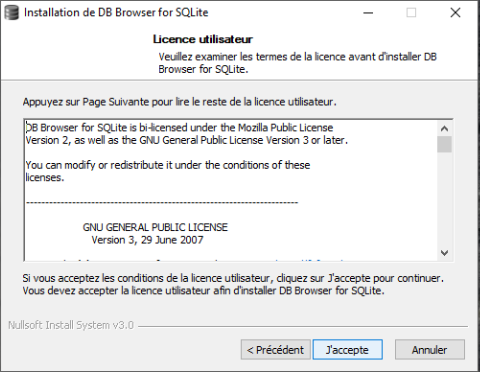 Installation de DB Browser for SQLite
Licence utilisateur
Veuillez examiner les termes de la licence avant d'installer DB
Browser for SQLite.
Appuyez sur Page Suivante pour lire le reste de la licence utilisateur.
DB Browser for SQLite is bi-licensed under the Mozilla Public License
Version 2, as well as the GNU General Public License Version 3 or later.
You can modify or redistribute it under the conditions of these
licenses.
-----------------------------------------------------------------------
GNU GENERAL PUBLIC LICENSE
Version 3, 29 June 2007
Si vous acceptez les conditions de la licence utilisateur, cliquez sur J'accepte pour continuer.
Vous devez accepter la licence utilisateur afin d'installer DB Browser for SQLite.
Nullsoft Install System v3.0
< Précédent
J'accepte
Annuler